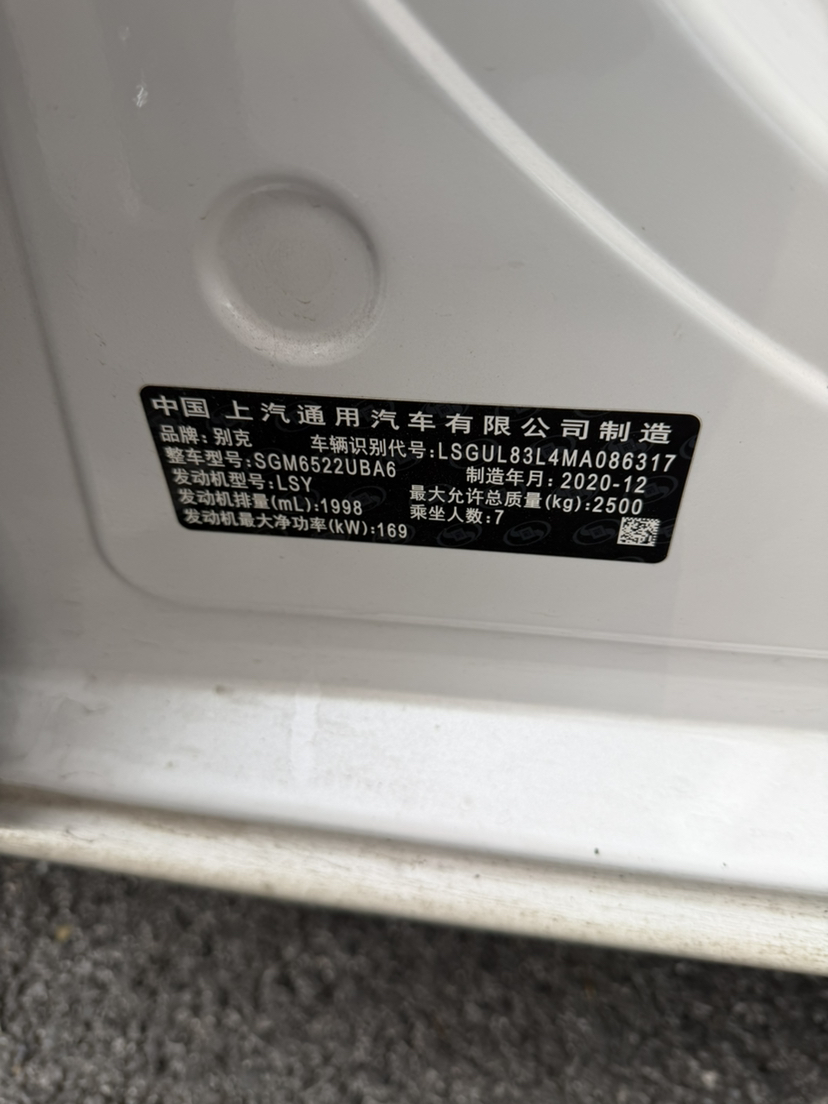 中国 上汽通用汽车有限公司制造
品牌: 别克 车辆识别代号:LSGUL83L4MA086317
整车型号:SGM6522UBA6 制造年月: 2020-12
发动机型号:LSY 最大允许总质量(kg):2500
发动机排量(mL):1998 乘坐人数:7
发动机最大净功率(kW):169